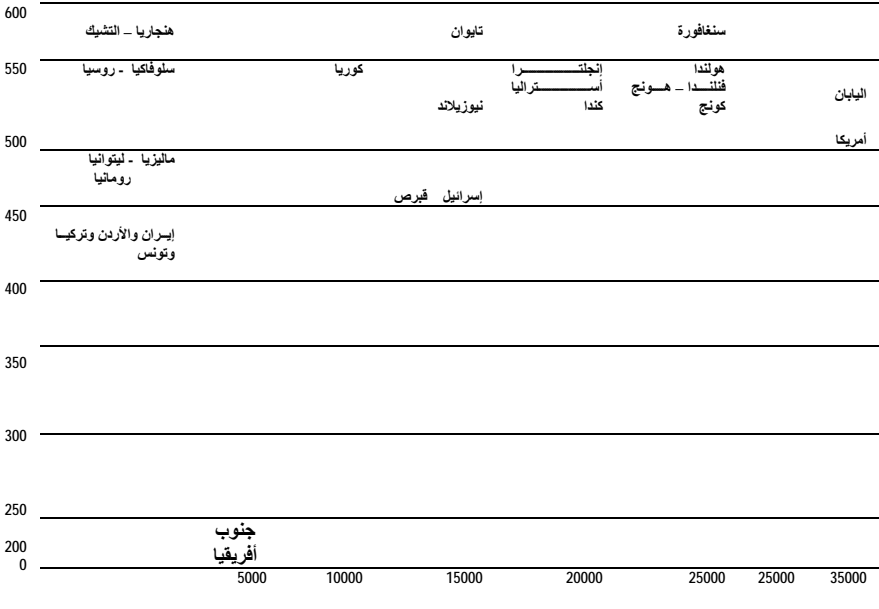 600
هنجاريا – التشيك تايوان سنغافورة
550
سلوفاكيا - روسيا كوريا إنجلتــــــــــرا هولندا
أســــــــتراليا فنلنـــدا – هـــونج اليابان
نيوزيلاند كندا كونج
500 أمريكا
ماليزيا - ليتوانيا
رومانيا
إسرائيل قبرص
450
إيــران والأردن وتركيــا
وتونس
400
350
300
250
جنوب
أفريقيا
200
0
5000 10000 15000 20000 25000 25000 35000